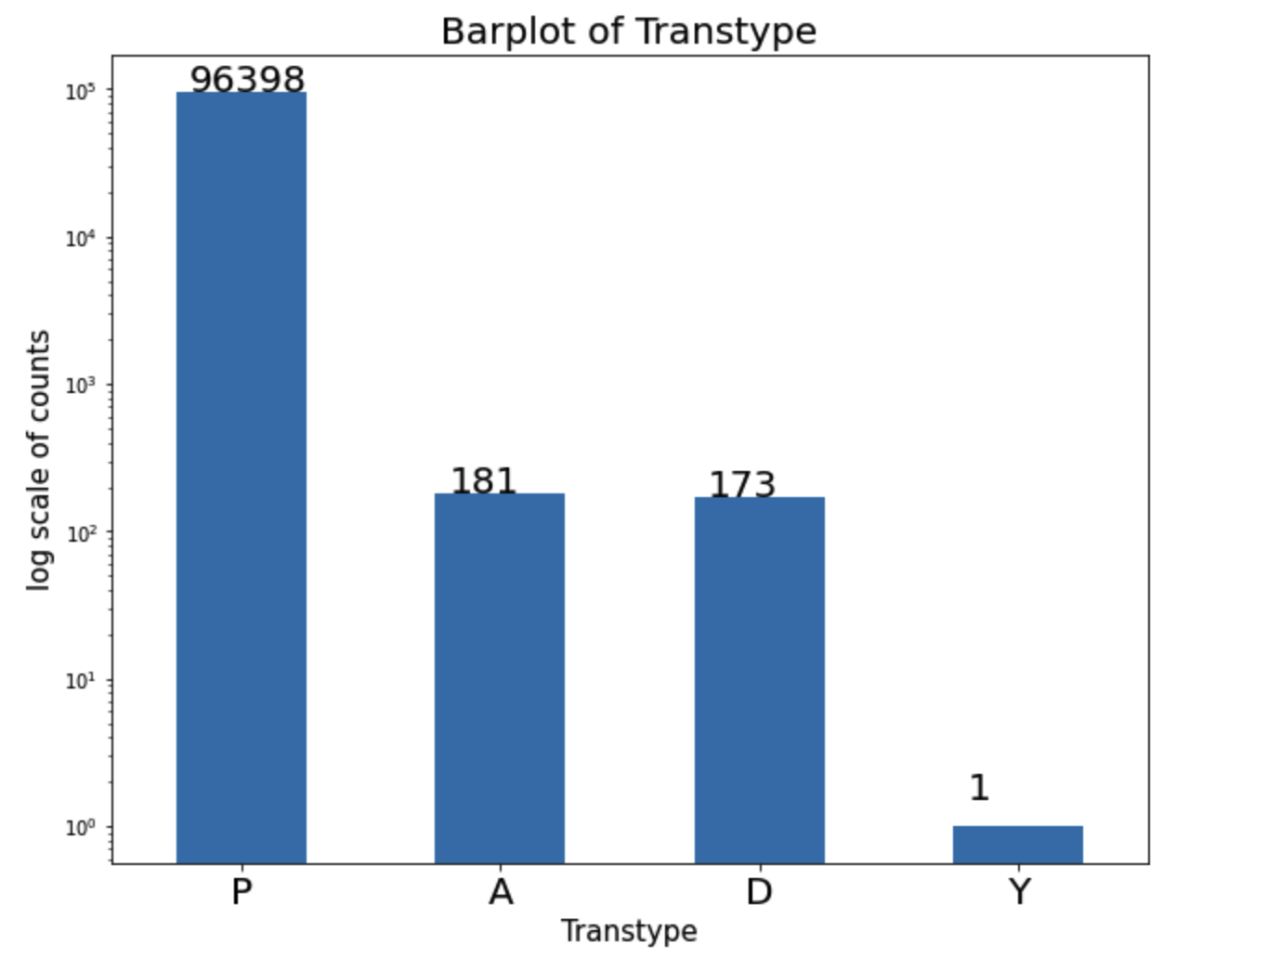 Barplot of Transtype
96398
10⁵
10⁴
10³
181
173
10²
10¹
1
10⁰
log scale of counts
P A D Y
Transtype